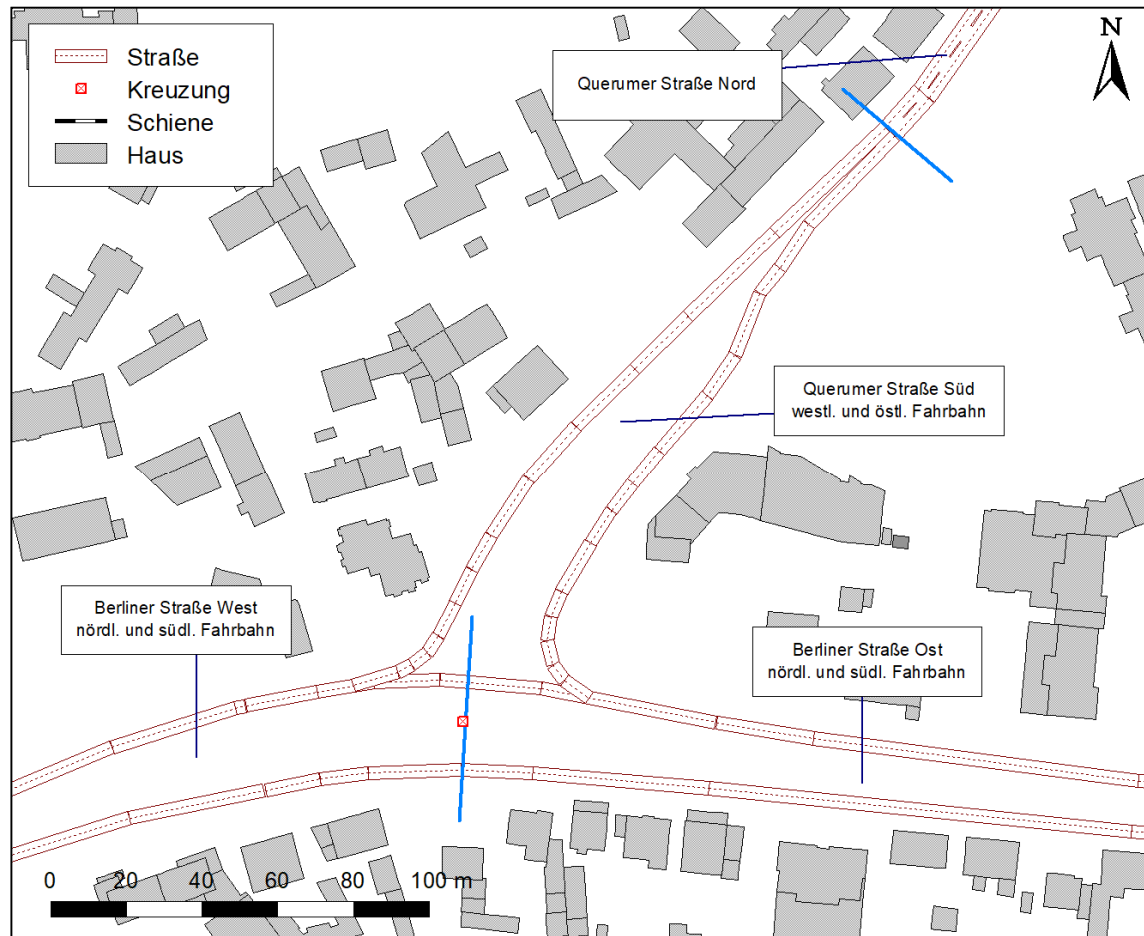 Straße
Kreuzung
Schiene
Haus
Querumer Straße Nord
N
Querumer Straße Süd
westl. und östl. Fahrbahn
Berliner Straße West
nördl. und südl. Fahrbahn
Berliner Straße Ost
nördl. und südl. Fahrbahn
0 20 40 60 80 100 m